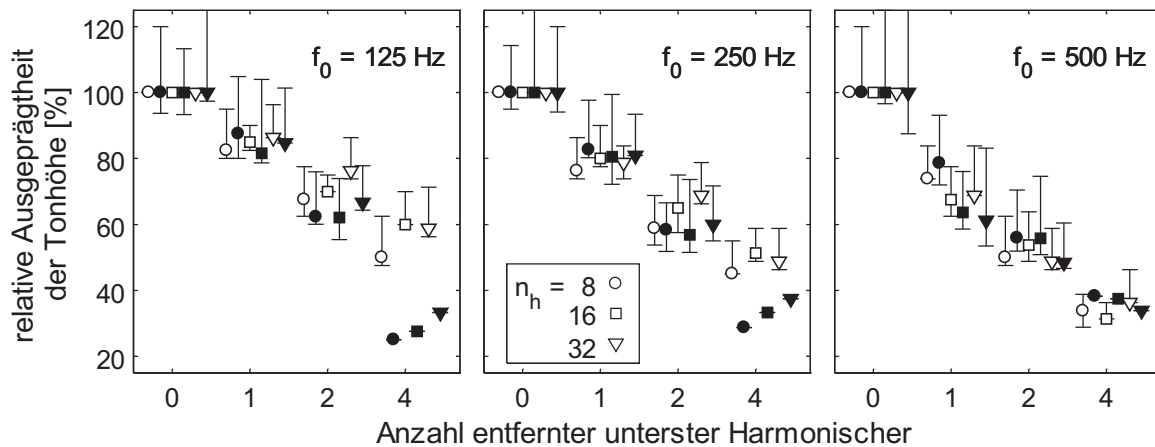 relative Ausgeprägtheit
der Tonhöhe [%]
120
100
80
60
40
20
f0 = 125 Hz
f0 = 250 Hz
f0 = 500 Hz
nh = 8
16
32
0 1 2 4
0 1 2 4
0 1 2 4
Anzahl entfernter unterster Harmonischer